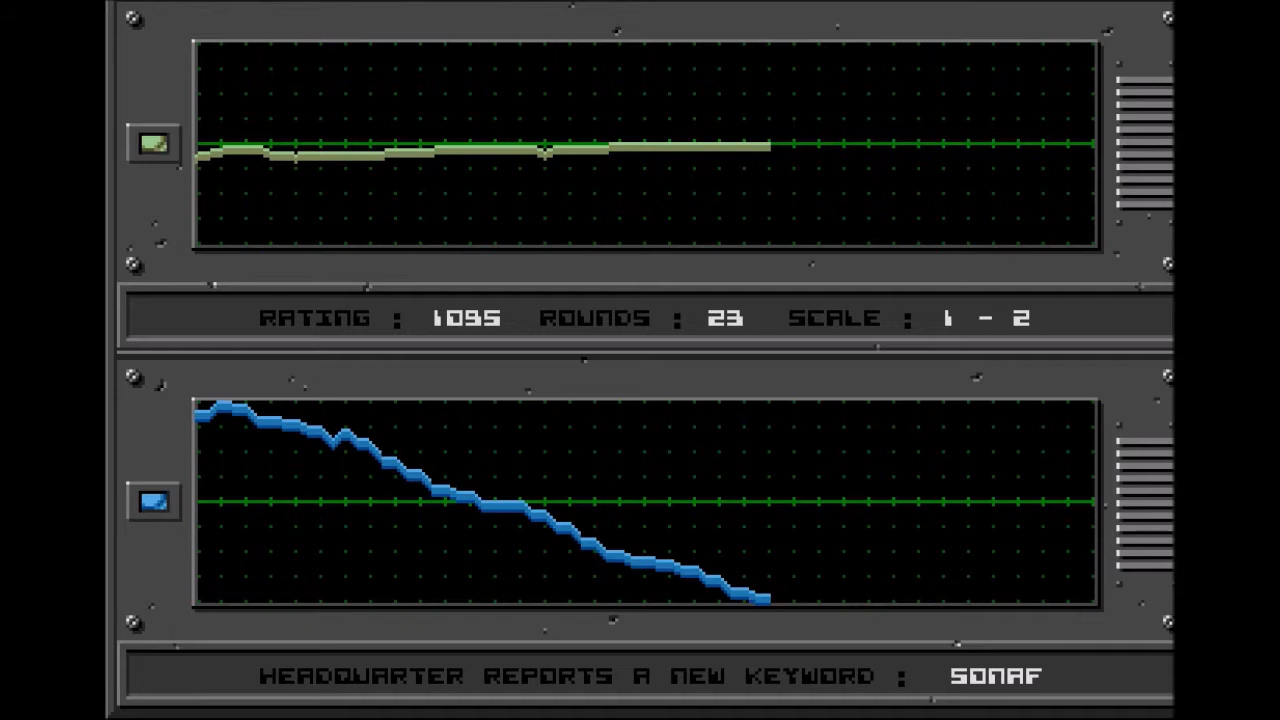 RATING : 1095 ROUNDS : 23 SCALE : 1 - 2
HEADQUARTER REPORTS A NEW KEYWORD : SONAF